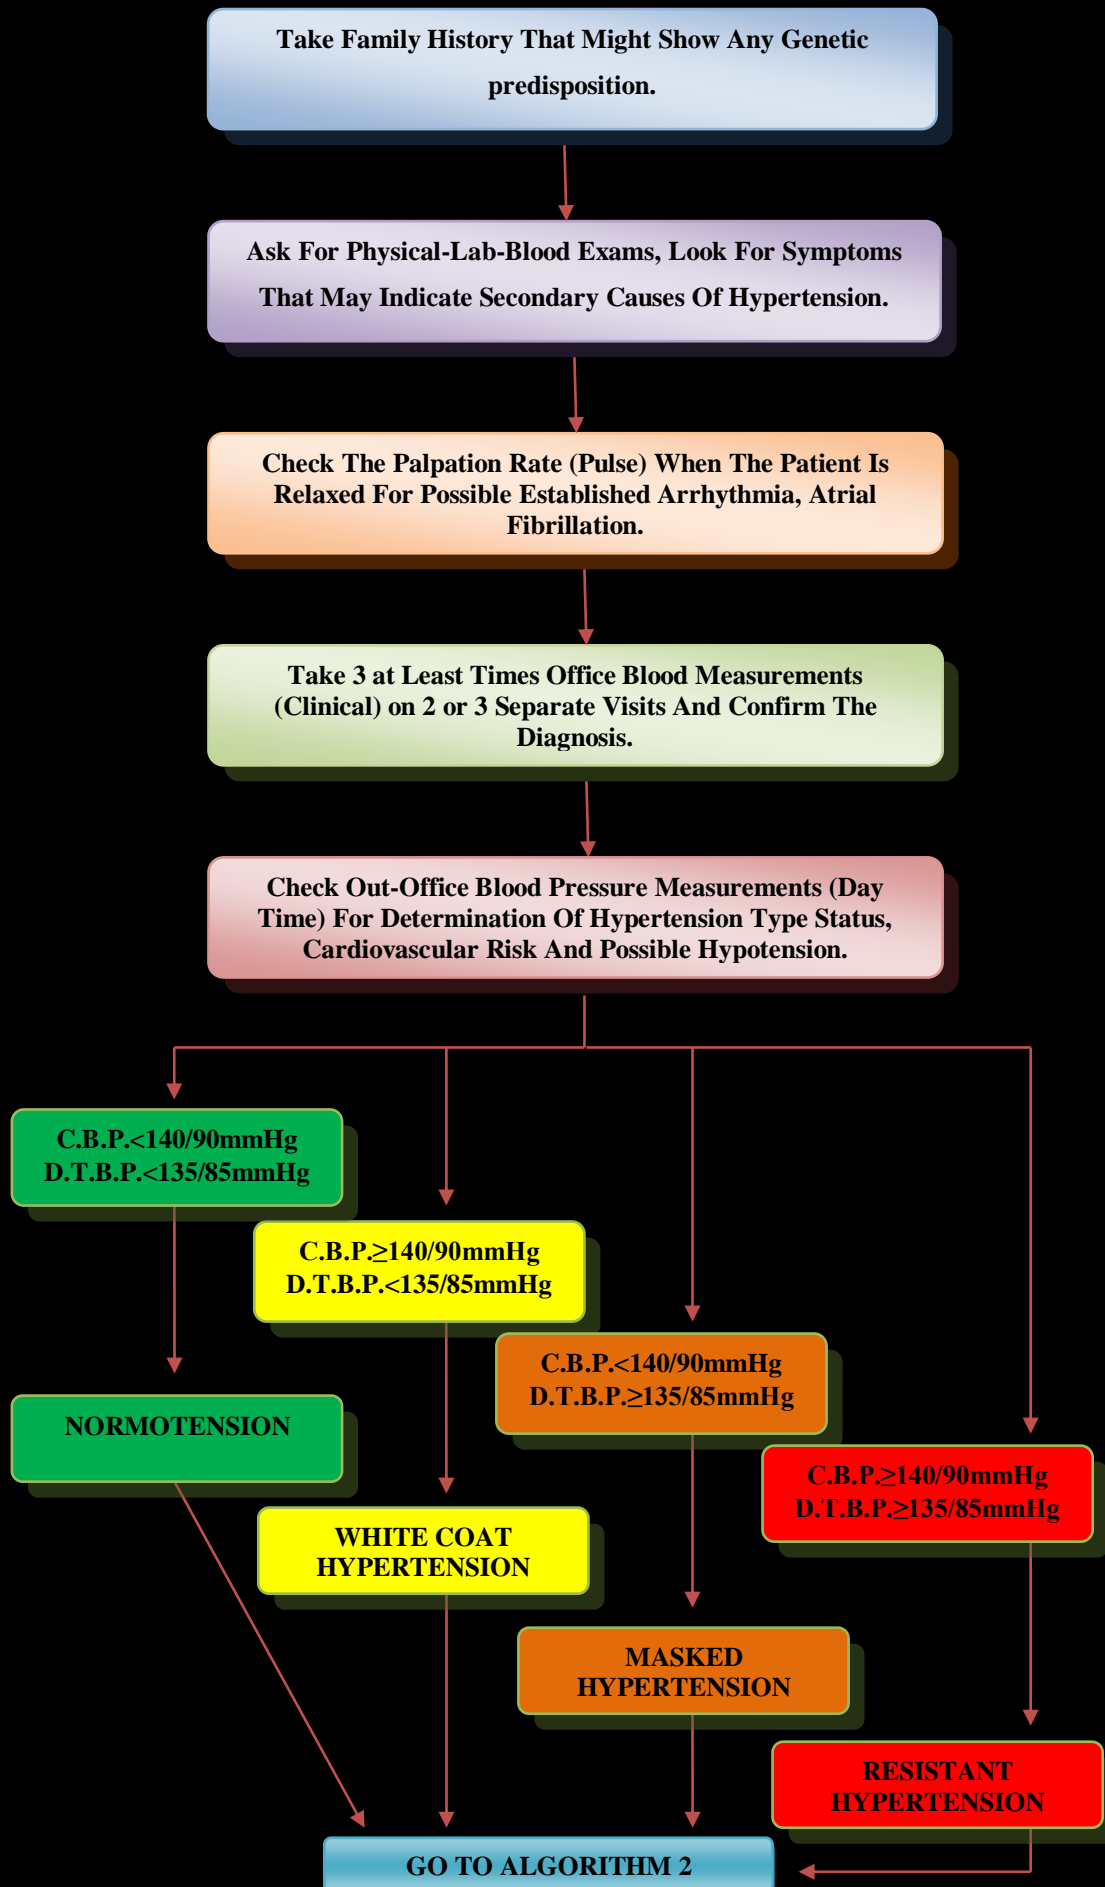 Take Family History That Might Show Any Genetic
predisposition.
Ask For Physical-Lab-Blood Exams, Look For Symptoms
That May Indicate Secondary Causes Of Hypertension.
Check The Palpation Rate (Pulse) When The Patient Is
Relaxed For Possible Established Arrhythmia, Atrial
Fibrillation.
Take 3 at Least Times Office Blood Measurements
(Clinical) on 2 or 3 Separate Visits And Confirm The
Diagnosis.
Check Out-Office Blood Pressure Measurements (Day
Time) For Determination Of Hypertension Type Status,
Cardiovascular Risk And Possible Hypotension.
C.B.P.<140/90mmHg
D.T.B.P.<135/85mmHg
C.B.P.≥140/90mmHg
D.T.B.P.<135/85mmHg
C.B.P.<140/90mmHg
D.T.B.P.≥135/85mmHg
C.B.P.≥140/90mmHg
D.T.B.P.≥135/85mmHg
NORMOTENSION
WHITE COAT
HYPERTENSION
MASKED
HYPERTENSION
RESISTANT
HYPERTENSION
GO TO ALGORITHM 2